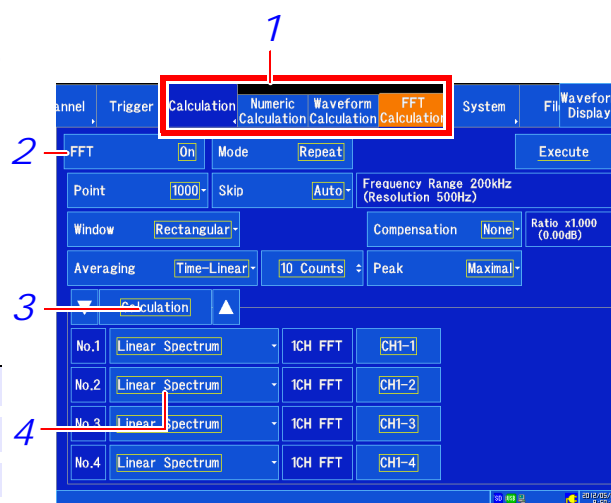 1
nnel Trigger Calculation Numeric Calculation Waveform Calculation FFT Calculation System Fil Wavefor Display
2
FFT On Mode Repeat Execute
Point 1000 Skip Auto Frequency Range 200kHz (Resolution 500Hz)
Window Rectangular Compensation None Ratio x1.000 (0.00dB)
Averaging Time-Linear 10 Counts Peak Maximal
3
Calculation
No.1 Linear Spectrum 1CH FFT CH1-1
No.2 Linear Spectrum 1CH FFT CH1-2
4
No.3 Linear Spectrum 1CH FFT CH1-3
No.4 Linear Spectrum 1CH FFT CH1-4
SD